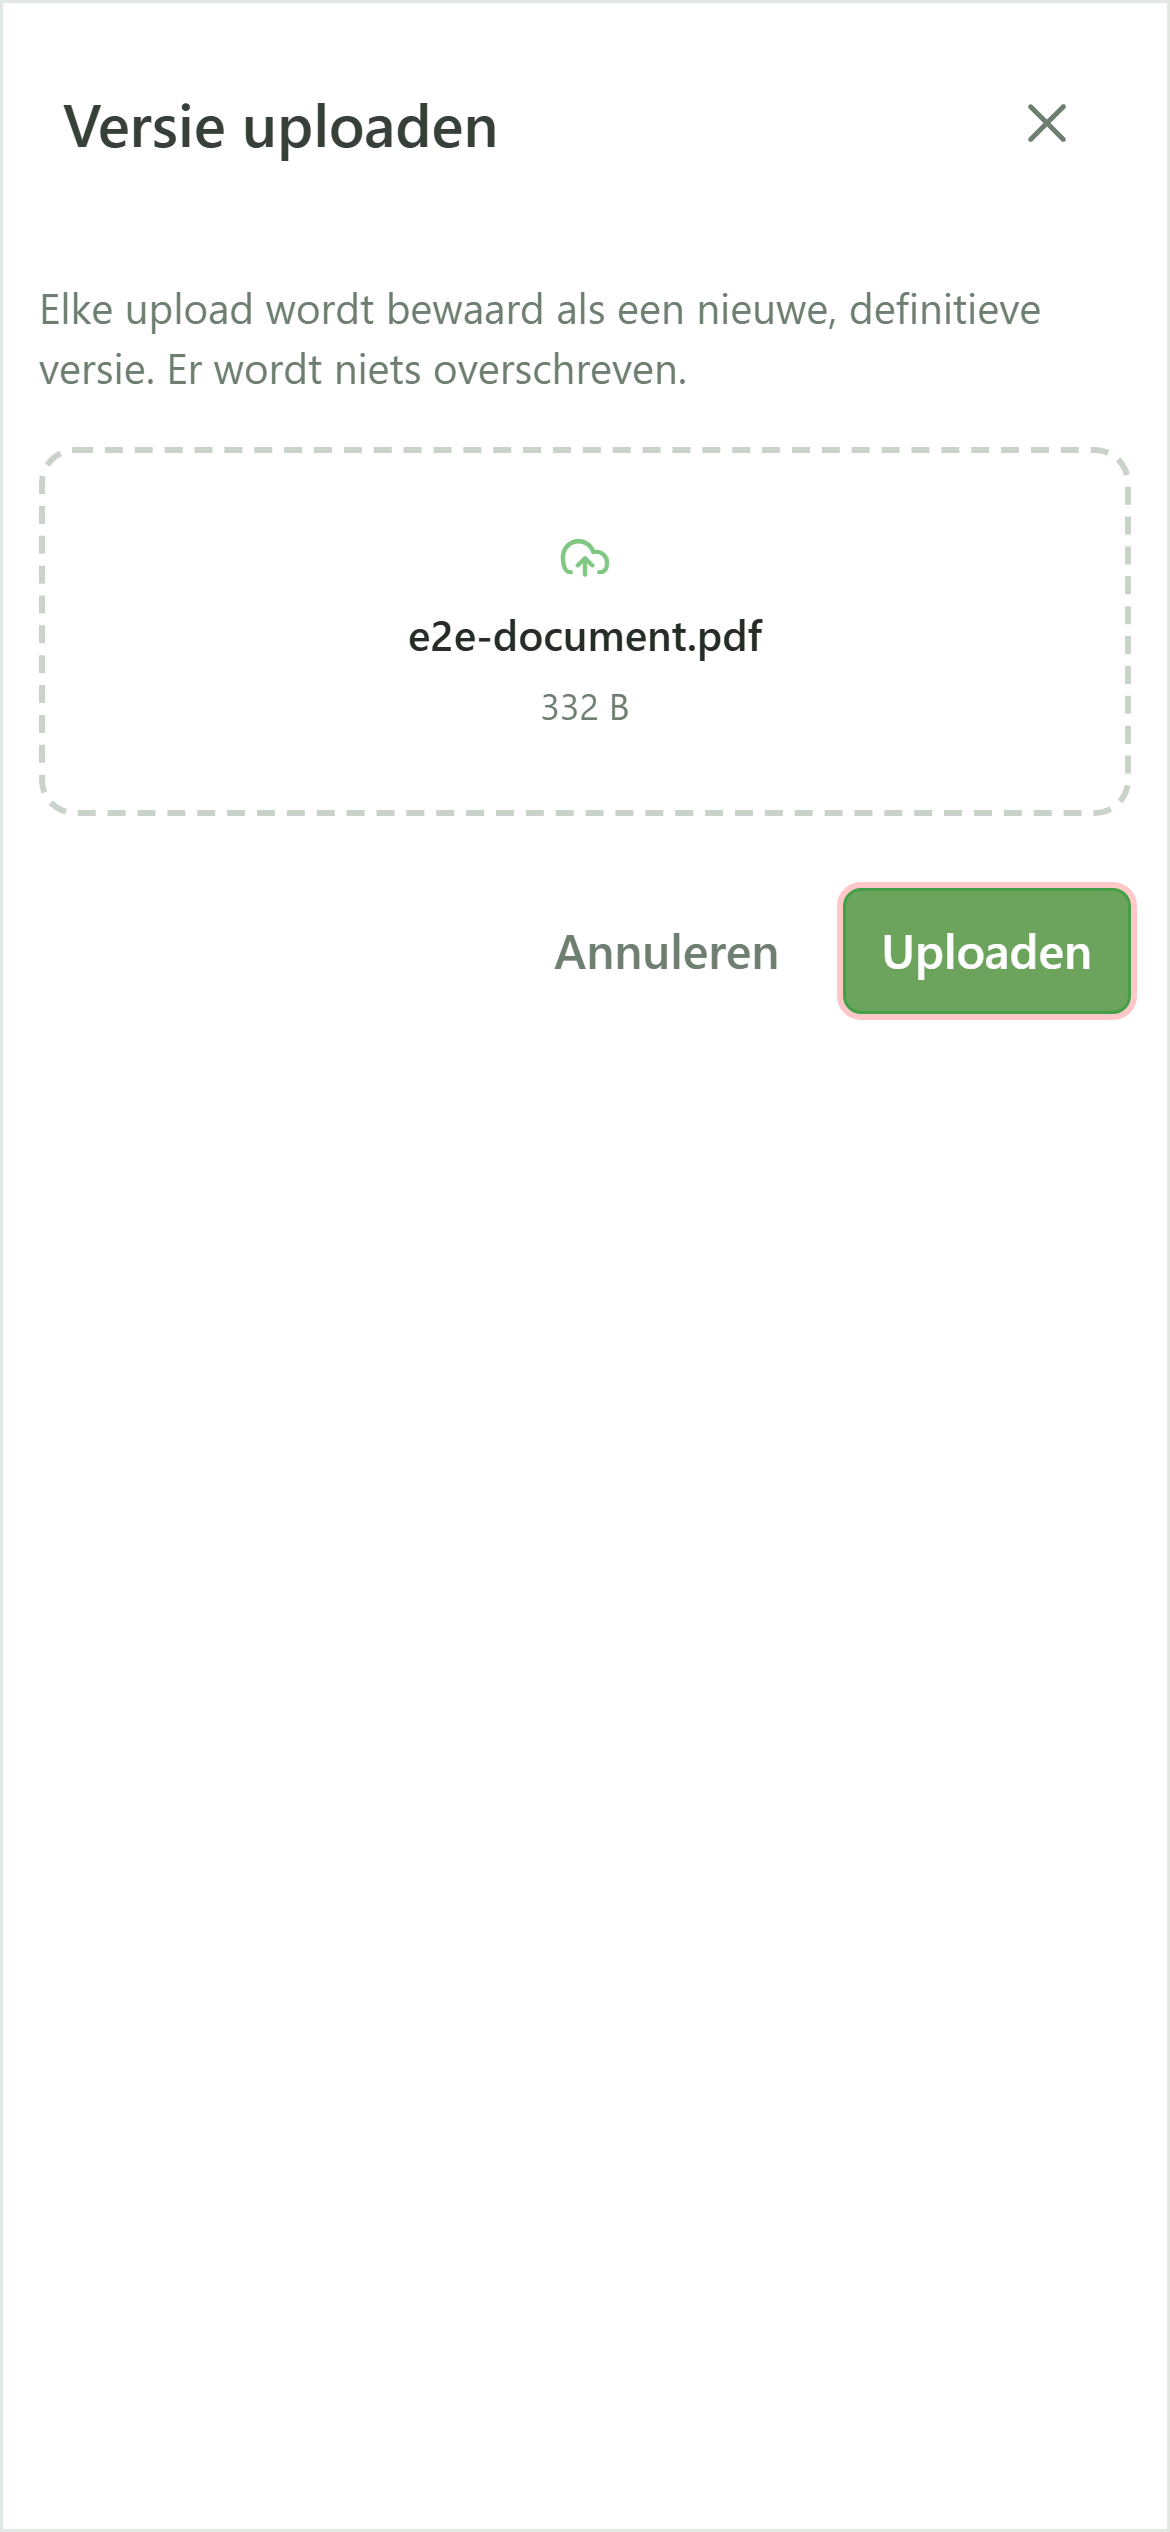 Versie uploaden
Elke upload wordt bewaard als een nieuwe, definitieve
versie. Er wordt niets overschreven.
e2e-document.pdf
332 B
Annuleren
Uploaden